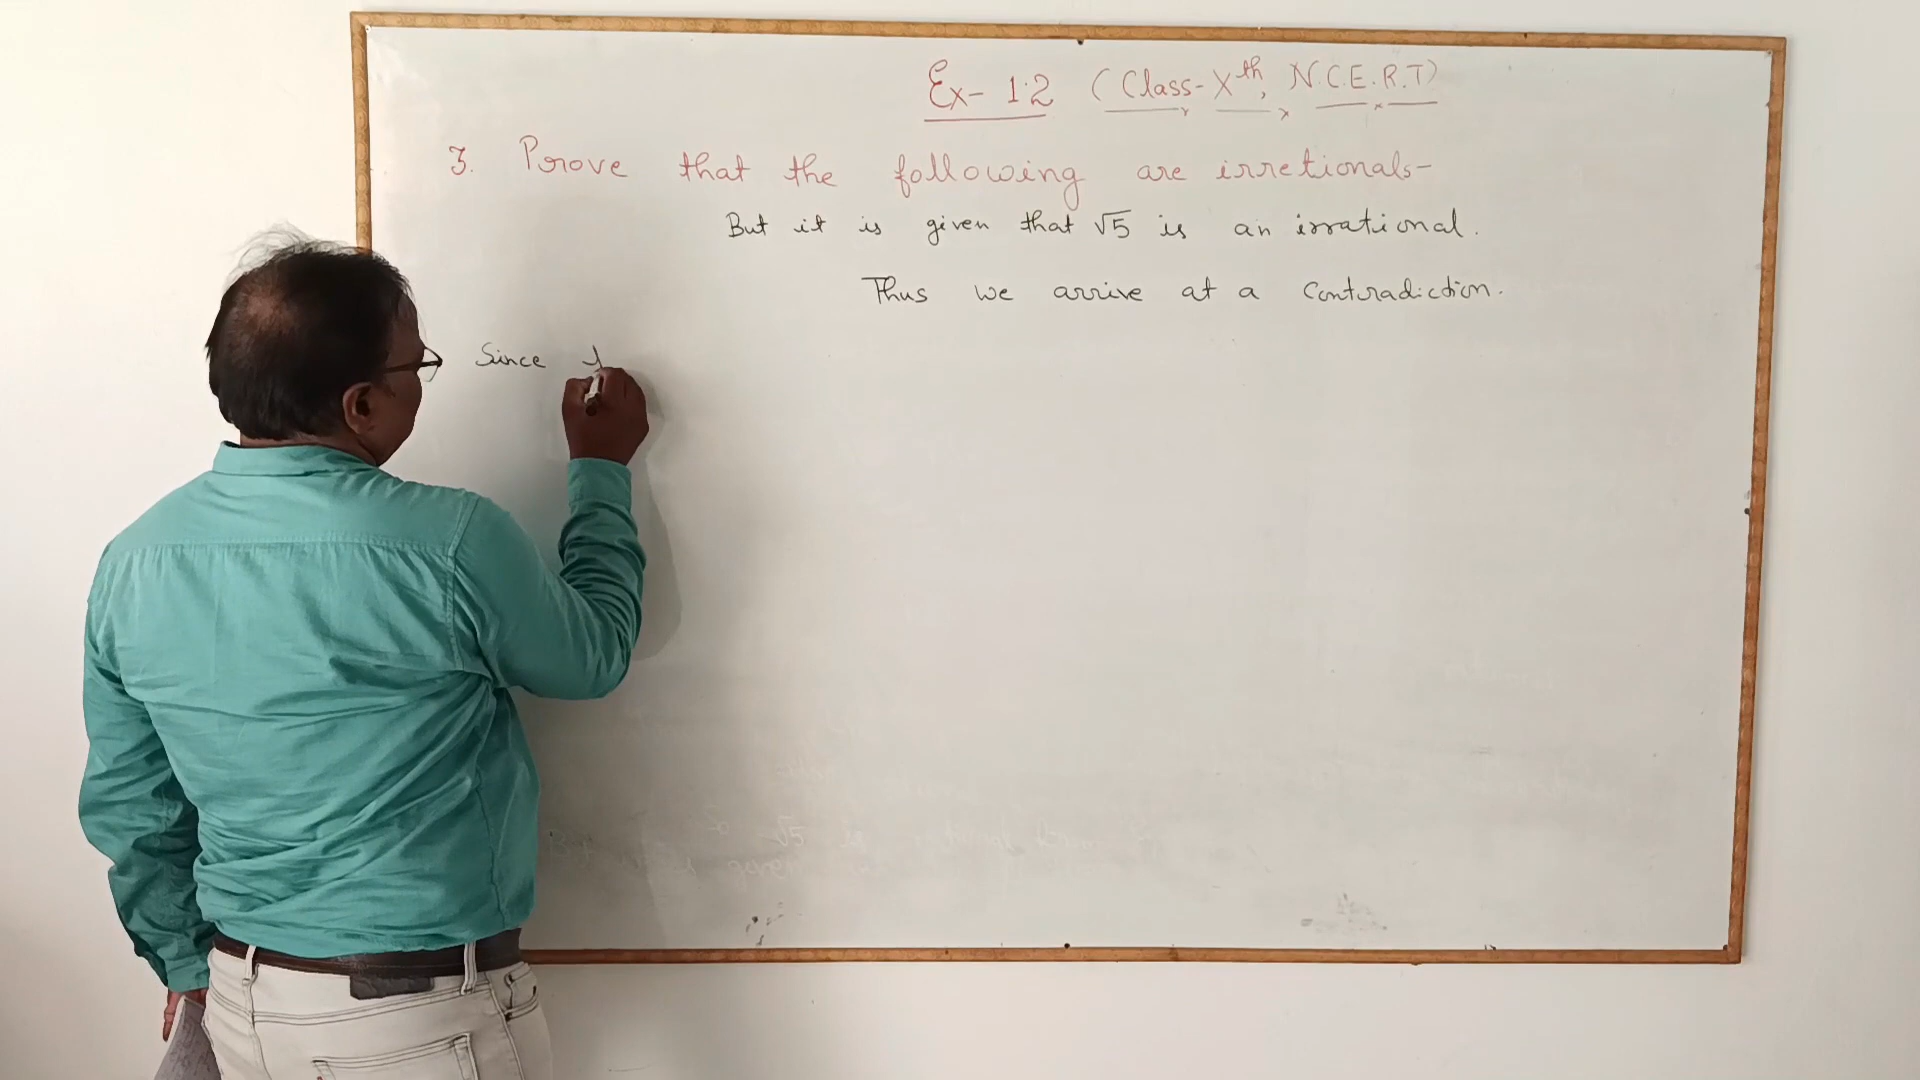 Ex- 1.2 (Class- Xth, N.C.E.R.T)
3. Prove that the following are irretionals-
But it is given that √5 is an irrational.
Thus we arrive at a Contradiction.
Since